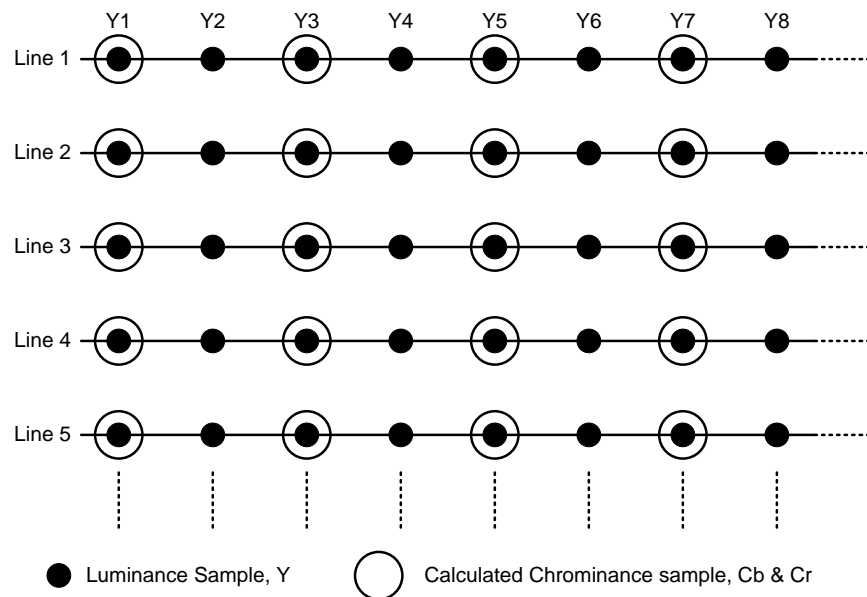 Y1 Y2 Y3 Y4 Y5 Y6 Y7 Y8
Line 1
Line 2
Line 3
Line 4
Line 5
Luminance Sample, Y Calculated Chrominance sample, Cb & Cr